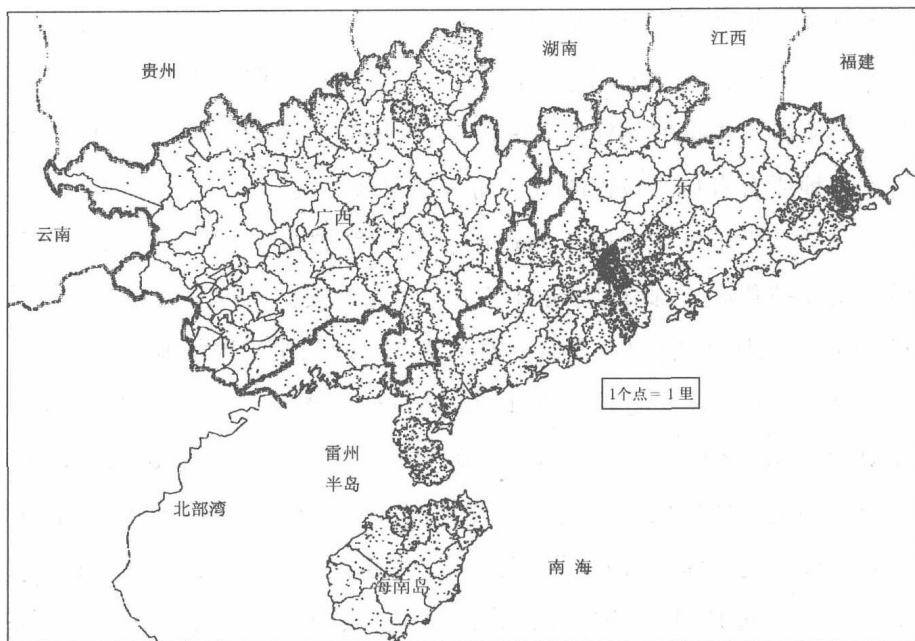 贵州
湖南
江西
福建
云南
广西
东
1个点 = 1 里
雷州
半岛
北部湾
海南岛
南 海